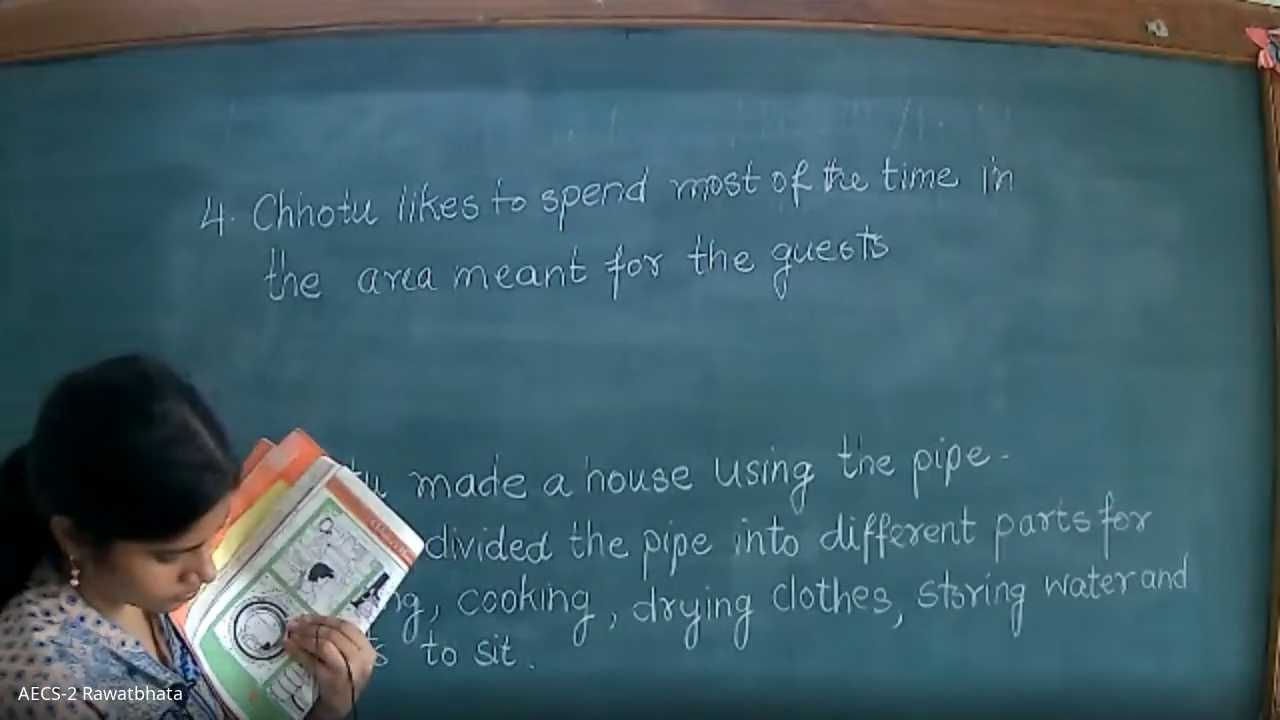 4. Chhotu likes to spend most of the time in
the area meant for the guests
made a house using the pipe.
divided the pipe into different parts for
cooking, drying clothes, storing water and
to sit.
AECS-2 Rawatbhata